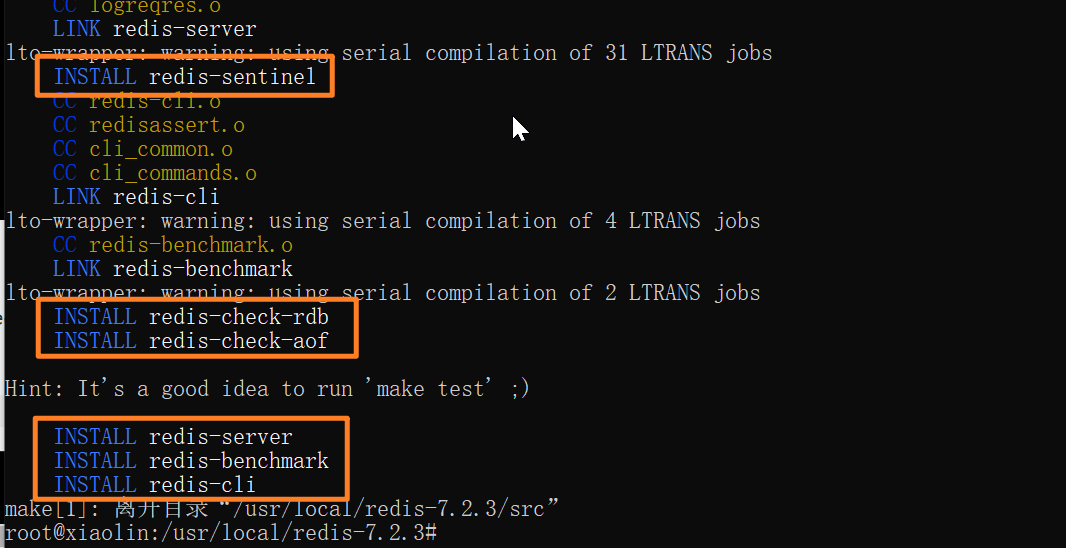 CC logreqres.o
LINK redis-server
lto-wrapper: warning: using serial compilation of 31 LTRANS jobs
INSTALL redis-sentinel
CC redis-cli.o
CC redisassert.o
CC cli_common.o
CC cli_commands.o
LINK redis-cli
lto-wrapper: warning: using serial compilation of 4 LTRANS jobs
CC redis-benchmark.o
LINK redis-benchmark
lto-wrapper: warning: using serial compilation of 2 LTRANS jobs
INSTALL redis-check-rdb
INSTALL redis-check-aof
Hint: It's a good idea to run 'make test' ;)
INSTALL redis-server
INSTALL redis-benchmark
INSTALL redis-cli
make[1]: 离开目录“/usr/local/redis-7.2.3/src”
root@xiaolin:/usr/local/redis-7.2.3#